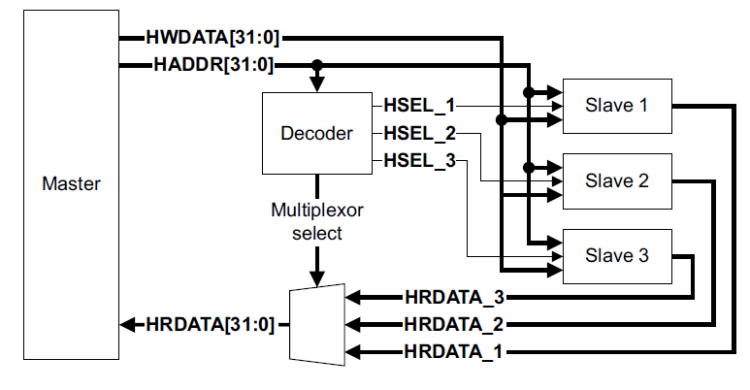 HWDATA[31:0]
HADDR[31:0]
HSEL_1
Slave 1
Decoder
HSEL_2
HSEL_3
Master
Slave 2
Multiplexor
select
Slave 3
HRDATA_3
HRDATA[31:0]
HRDATA_2
HRDATA_1